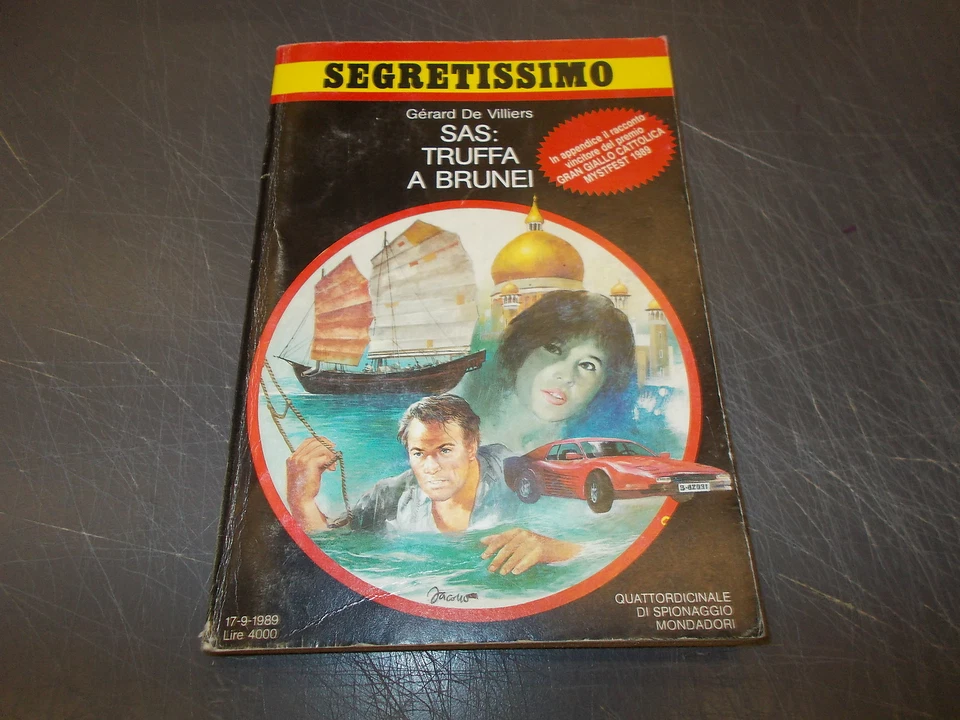 SEGRETISSIMO
Gérard De Villiers
SAS:
TRUFFA
A BRUNEI
In appendice il racconto
vincitore del premio
GRAN GIALLO CATTOLICA
MYSTFEST 1989
Jacono
17-9-1989
Lire 4000
QUATTORDICINALE
DI SPIONAGGIO
MONDADORI